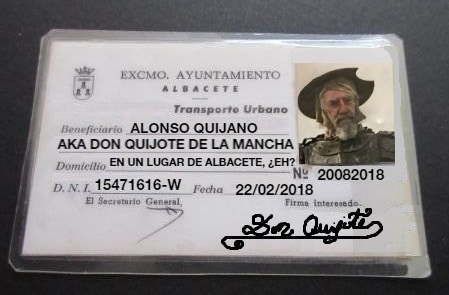 EXCMO. AYUNTAMIENTO
ALBACETE
Transporte Urbano
Beneficiario ALONSO QUIJANO
AKA DON QUIJOTE DE LA MANCHA
Domicilio EN UN LUGAR DE ALBACETE, ¿EH?
Nº 20082018
D. N. I. 15471616-W Fecha 22/02/2018
El Secretario General, Firma interesado.
Don Quijote